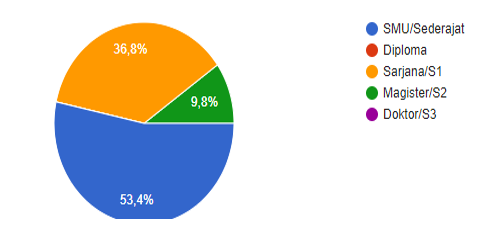 36,8%
9,8%
53,4%
SMU/Sederajat
Diploma
Sarjana/S1
Magister/S2
Doktor/S3